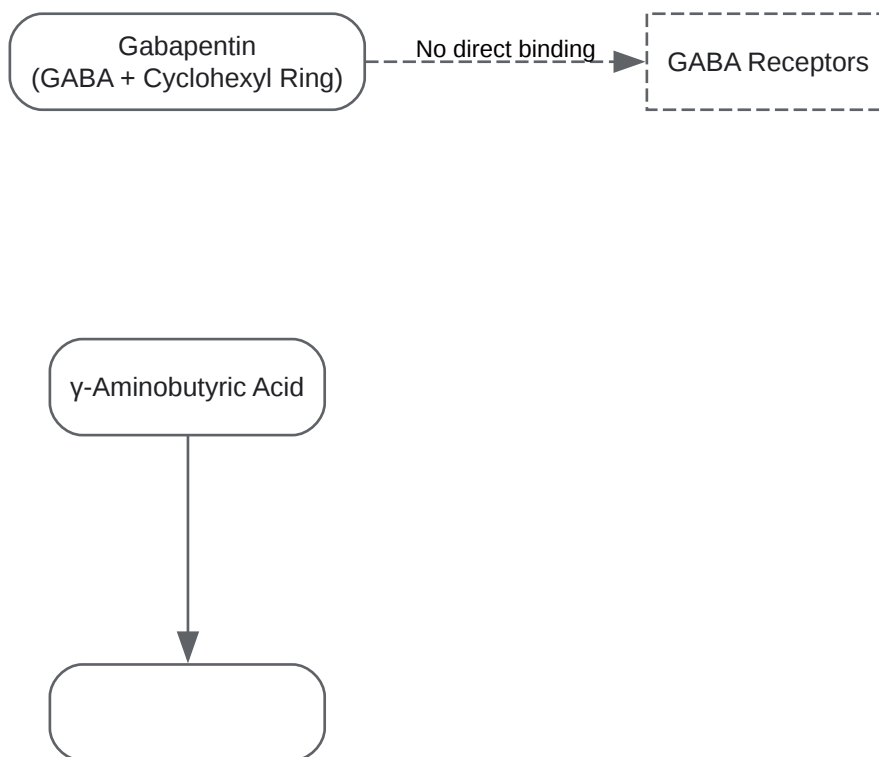 Gabapentin
(GABA + Cyclohexyl Ring)
No direct binding
GABA Receptors
γ-Aminobutyric Acid